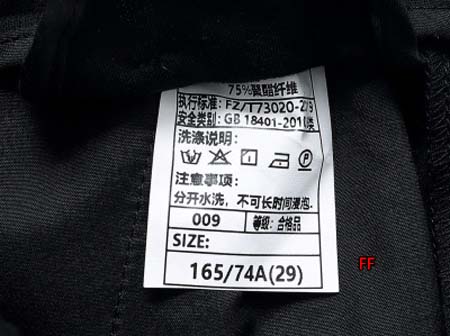 75%聚酯纤维
执行标准: FZ/T73020-2
安全类别: GB 18401-201 类
洗涤说明:
P
注意事项:
分开水洗，不可长时间浸泡.
009 等级: 合格品
SIZE:
165/74A(29)
FF